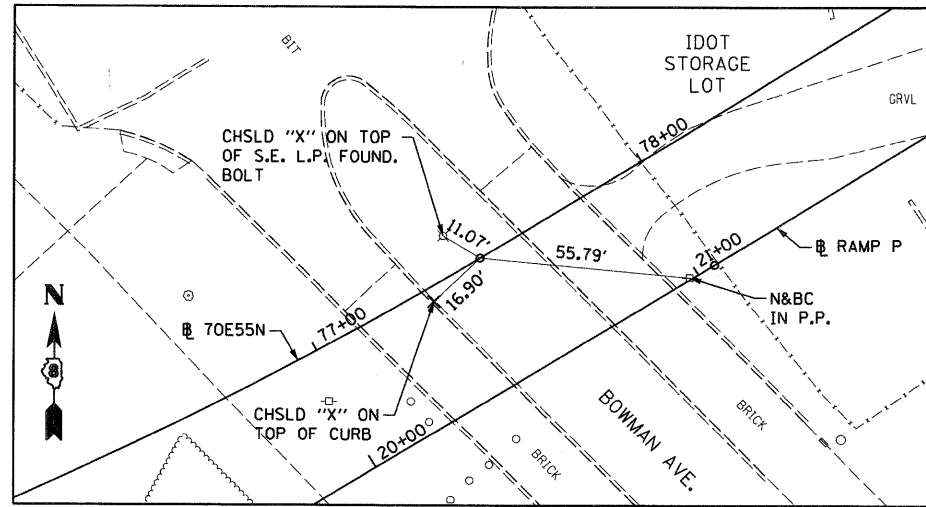 BIT
IDOT
STORAGE
LOT
GRVL
CHSLD "X" ON TOP
OF S.E. L.P. FOUND.
BOLT
78+00
11.07'
55.79'
21+00
℄ RAMP P
16.90'
N&BC
IN P.P.
N
8
77+00
℄ 70E55N
CHSLD "X" ON
TOP OF CURB
20+00
BOWMAN AVE.
BRICK
BRICK